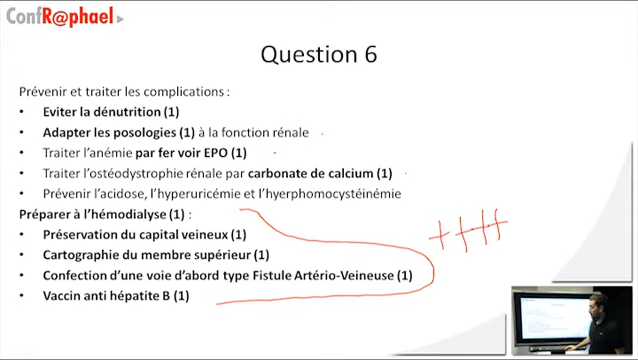 ConfR@phael
Question 6
Prévenir et traiter les complications :
• Eviter la dénutrition (1)
• Adapter les posologies (1) à la fonction rénale
• Traiter l'anémie par fer voir EPO (1)
• Traiter l'ostéodystrophie rénale par carbonate de calcium (1)
• Prévenir l'acidose, l'hyperuricémie et l'hyerphomocystéinémie
Préparer à l'hémodialyse (1) :
• Préservation du capital veineux (1)
• Cartographie du membre supérieur (1)
• Confection d'une voie d'abord type Fistule Artério-Veineuse (1)
• Vaccin anti hépatite B (1)